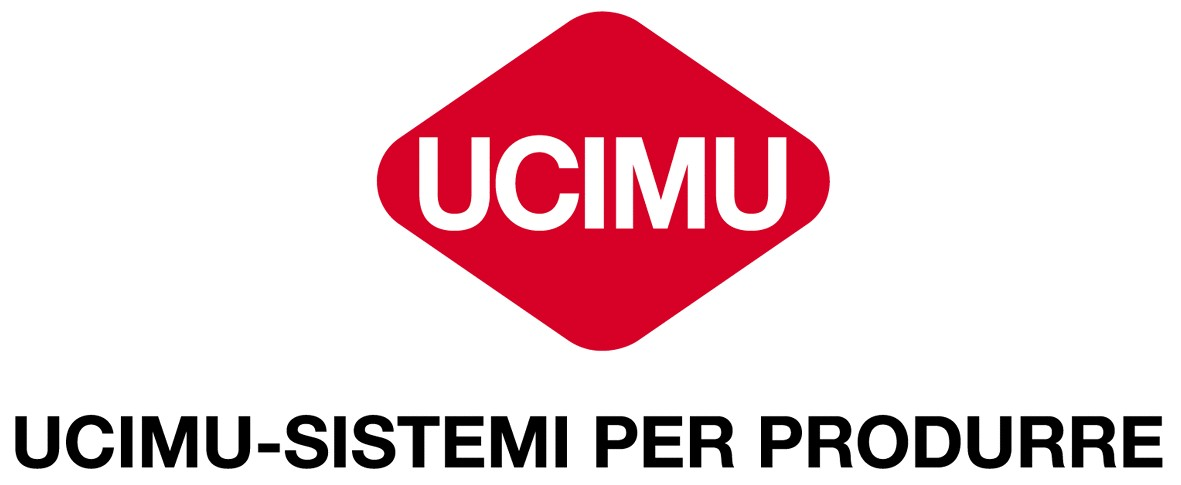 UCIMU
UCIMU-SISTEMI PER PRODURRE